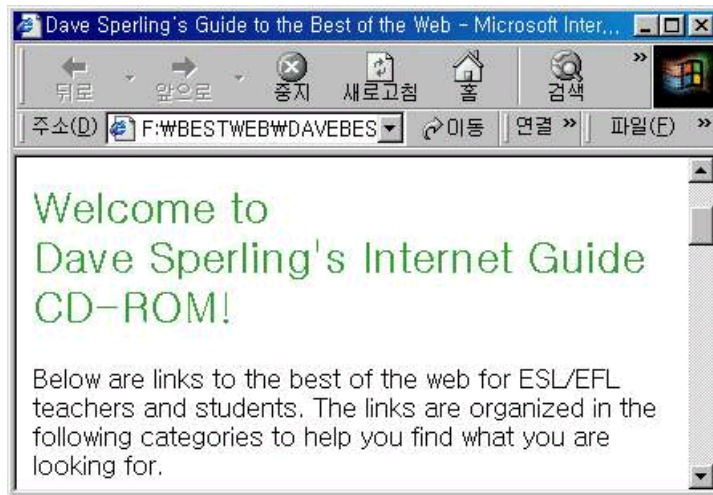 Dave Sperling's Guide to the Best of the Web - Microsoft Inter...
뒤로 앞으로 중지 새로고침 홈 검색 »
주소(D) F:₩BESTWEB₩DAVEBES 이동 연결 » 파일(F) »
Welcome to
Dave Sperling's Internet Guide
CD-ROM!
Below are links to the best of the web for ESL/EFL
teachers and students. The links are organized in the
following categories to help you find what you are
looking for.